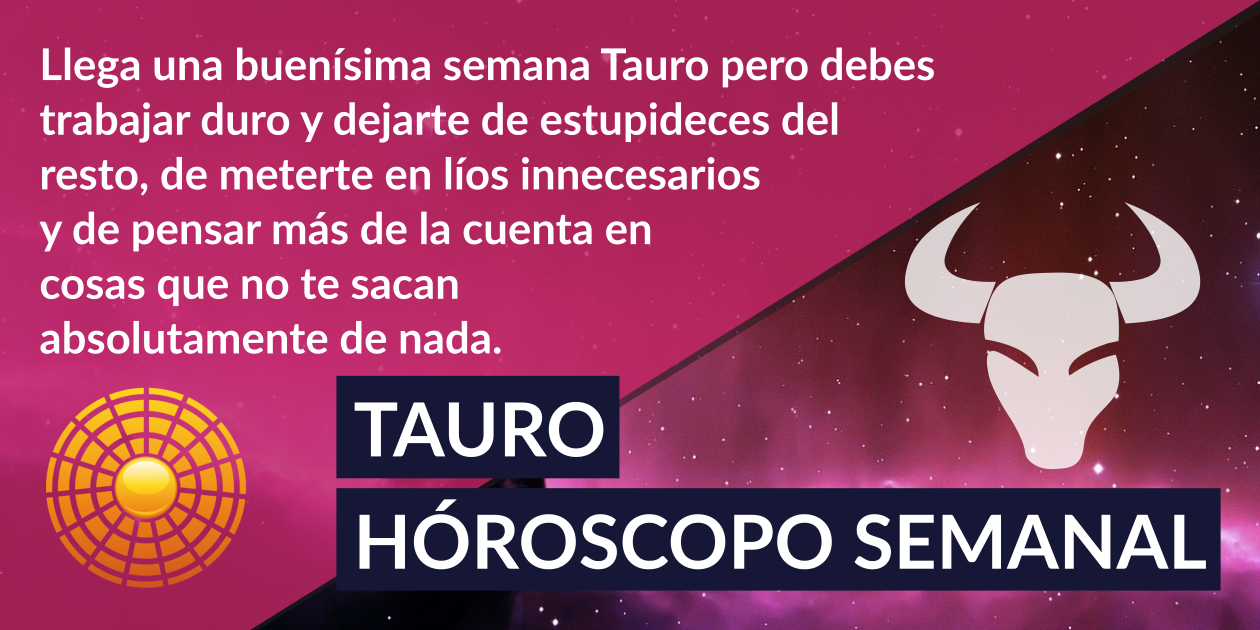 Llega una buenísima semana Tauro pero debes
trabajar duro y dejarte de estupideces del
resto, de meterte en líos innecesarios
y de pensar más de la cuenta en
cosas que no te sacan
absolutamente de nada.
TAURO
HÓROSCOPO SEMANAL